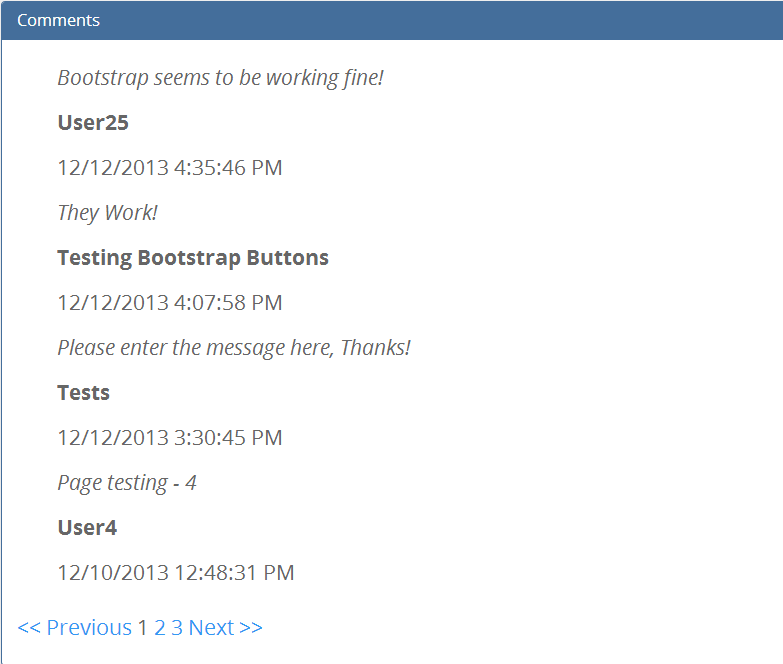 Comments
Bootstrap seems to be working fine!
User25
12/12/2013 4:35:46 PM
They Work!
Testing Bootstrap Buttons
12/12/2013 4:07:58 PM
Please enter the message here, Thanks!
Tests
12/12/2013 3:30:45 PM
Page testing - 4
User4
12/10/2013 12:48:31 PM
<< Previous 1 2 3 Next >>